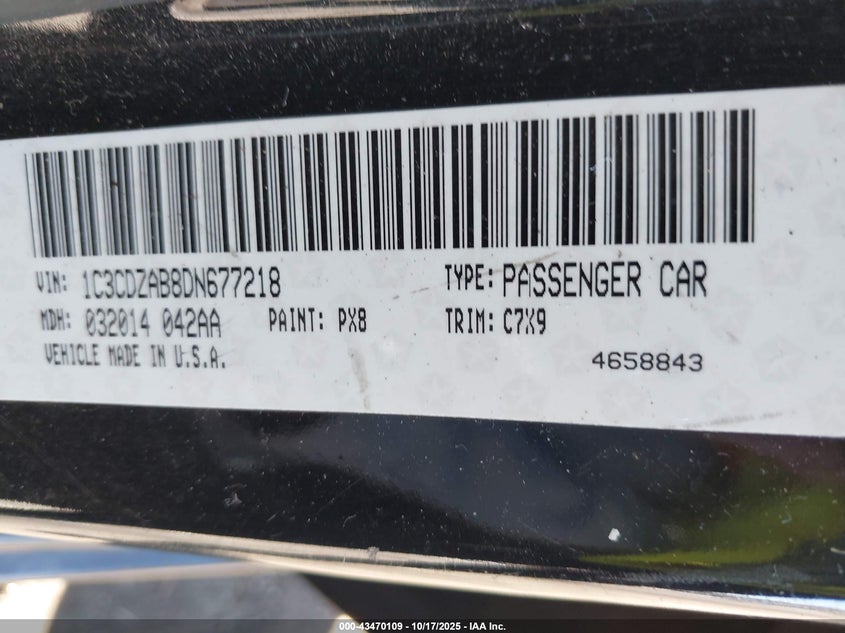 VIN: 1C3CDZAB8DN677218 TYPE: PASSENGER CAR
MDH: 032014 042AA PAINT: PX8 TRIM: C7X9
VEHICLE MADE IN U.S.A. 4658843
000-43470109 - 10/17/2025 - IAA Inc.